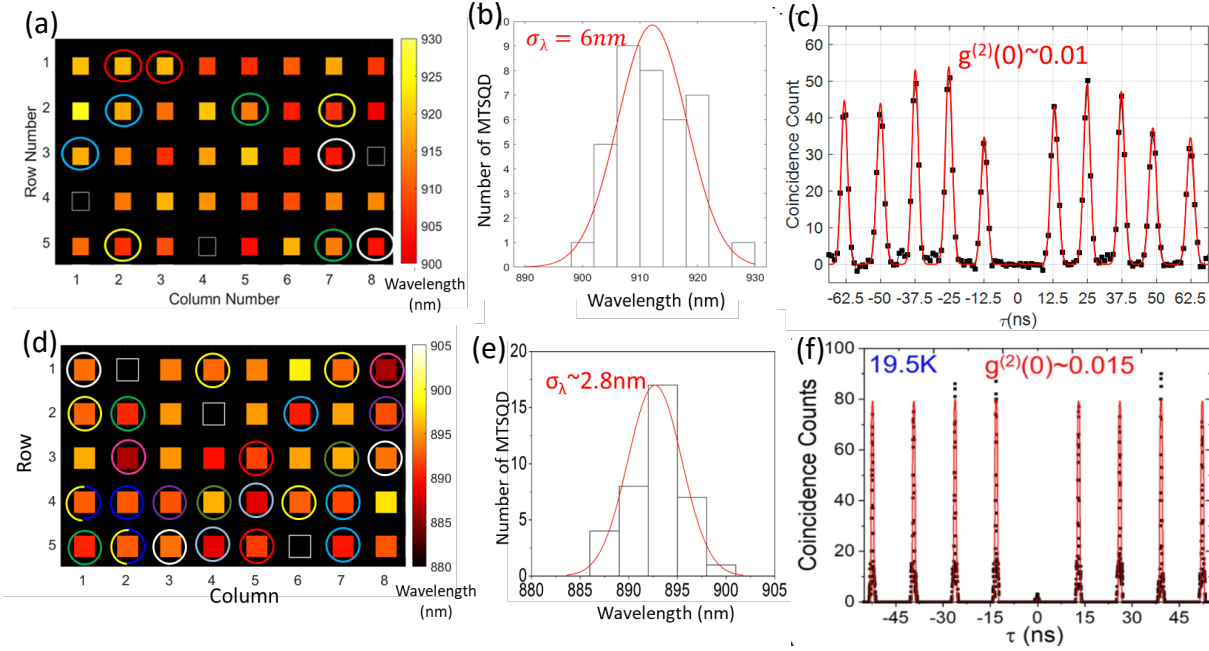 (a)
Row Number
1
2
3
4
5
1 2 3 4 5 6 7 8
Column Number
930
925
920
915
910
905
900
Wavelength
(nm)
(b)
σλ = 6nm
Number of MTSQD
10
9
8
7
6
5
4
3
2
1
0
890 900 910 920 930
Wavelength (nm)
(c)
g(2)(0)~0.01
Coincidence Count
60
50
40
30
20
10
0
-62.5 -50 -37.5 -25 -12.5 0 12.5 25 37.5 50 62.5
τ(ns)
(d)
Row
1
2
3
4
5
1 2 3 4 5 6 7 8
Column
905
900
895
890
885
880
Wavelength
(nm)
(e)
σλ~2.8nm
Number of MTSQD
20
17
14
10
7
3
0
880 885 890 895 900 905
Wavelength (nm)
(f)
19.5K
g(2)(0)~0.015
Coincidence Counts
100
80
60
40
20
0
-45 -30 -15 0 15 30 45
τ (ns)